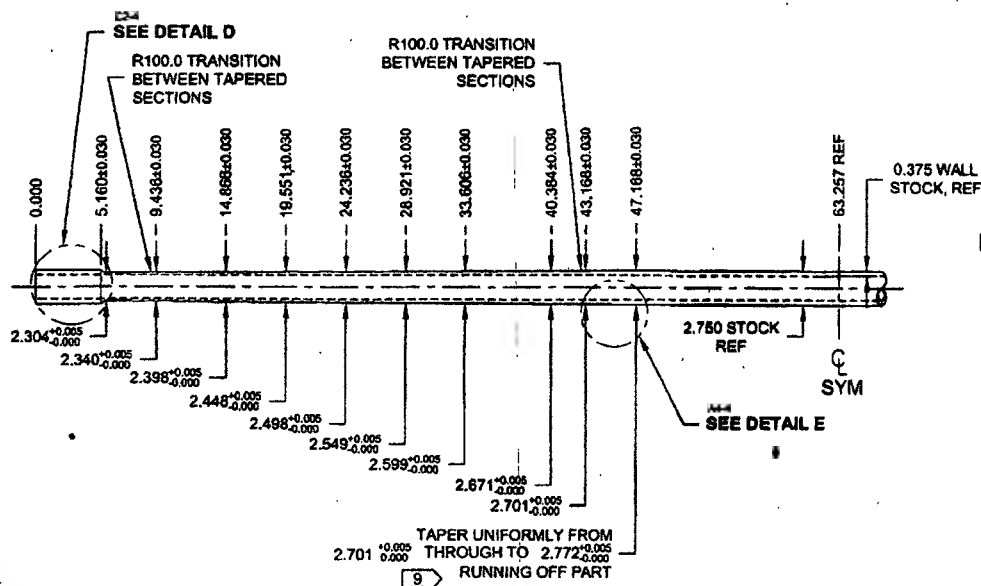 SEE DETAIL D
R100.0 TRANSITION
BETWEEN TAPERED
SECTIONS
R100.0 TRANSITION
BETWEEN TAPERED
SECTIONS
0.000
5.160±0.030
9.438±0.030
14.866±0.030
19.551±0.030
24.236±0.030
28.921±0.030
33.606±0.030
40.384±0.030
43.168±0.030
47.188±0.030
63.257 REF
0.375 WALL
STOCK, REF
2.304 +0.005 -0.000
2.340 +0.005 -0.000
2.398 +0.005 -0.000
2.448 +0.005 -0.000
2.498 +0.005 -0.000
2.549 +0.005 -0.000
2.599 +0.005 -0.000
2.671 +0.005 -0.000
2.701 +0.005 -0.000
2.750 STOCK
REF
CL
SYM
SEE DETAIL E
TAPER UNIFORMLY FROM
2.701 +0.005 0.000 THROUGH TO 2.772 +0.005 -0.000
RUNNING OFF PART
9